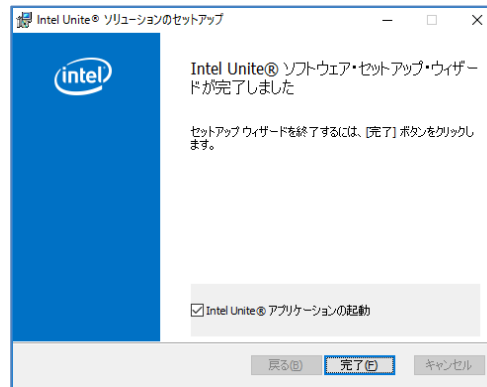 Intel Unite® ソリューションのセットアップ
intel
Intel Unite® ソフトウェア・セットアップ・ウィザー
ドが完了しました
セットアップ ウィザードを終了するには、[完了] ボタンをクリックし
ます。
Intel Unite® アプリケーションの起動
戻る(B) 完了(F) キャンセル